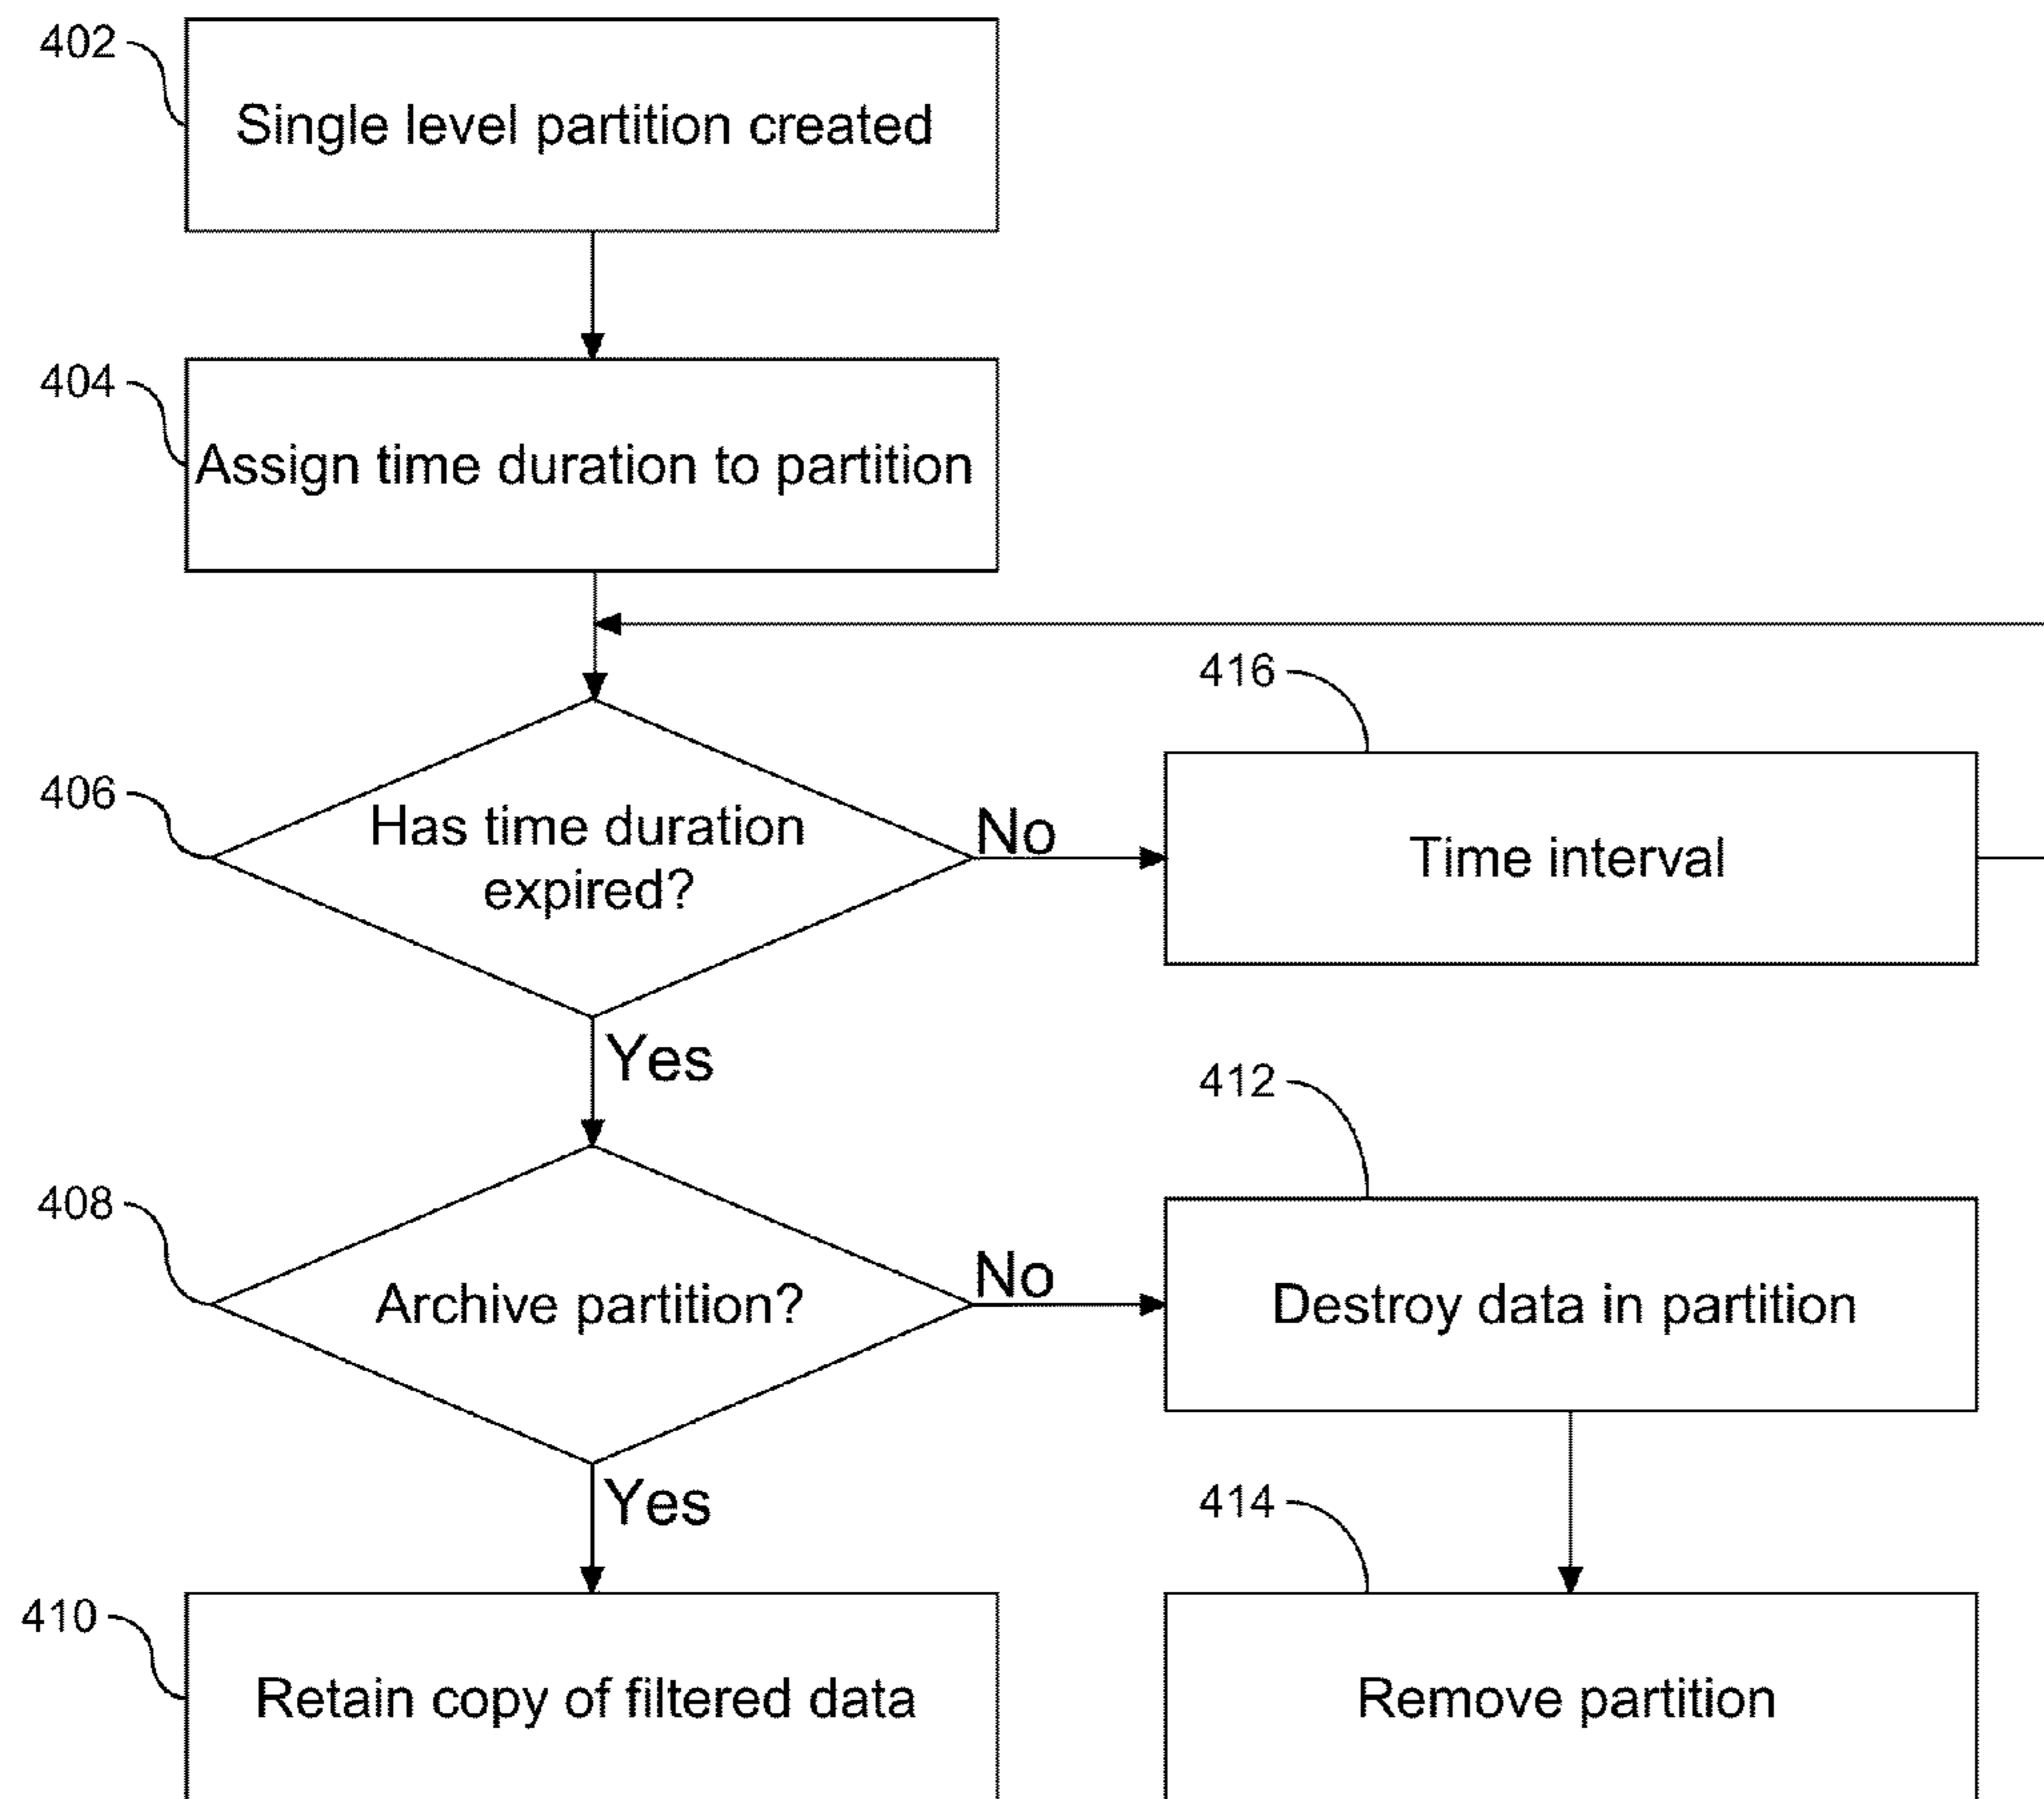 402
Single level partition created
404
Assign time duration to partition
416
406
Has time duration
expired?
No
Time interval
Yes
412
408
Archive partition?
No
Destroy data in partition
Yes
414
410
Retain copy of filtered data
Remove partition